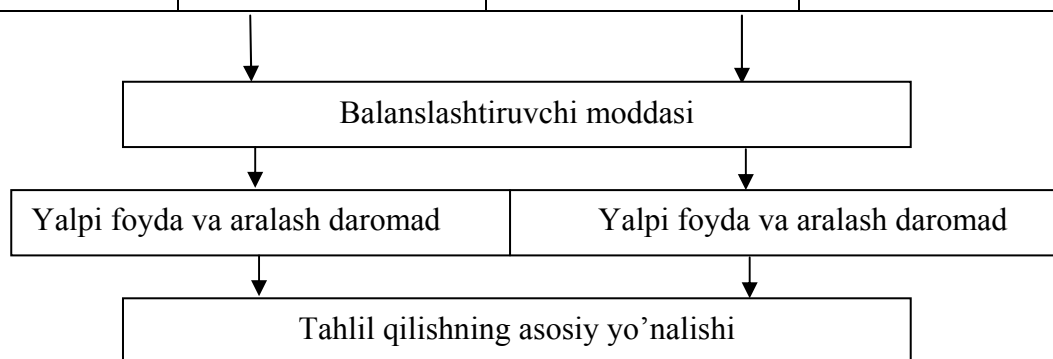 Balanslashtiruvchi moddasi
Yalpi foyda va aralash daromad
Yalpi foyda va aralash daromad
Tahlil qilishning asosiy yo’nalishi